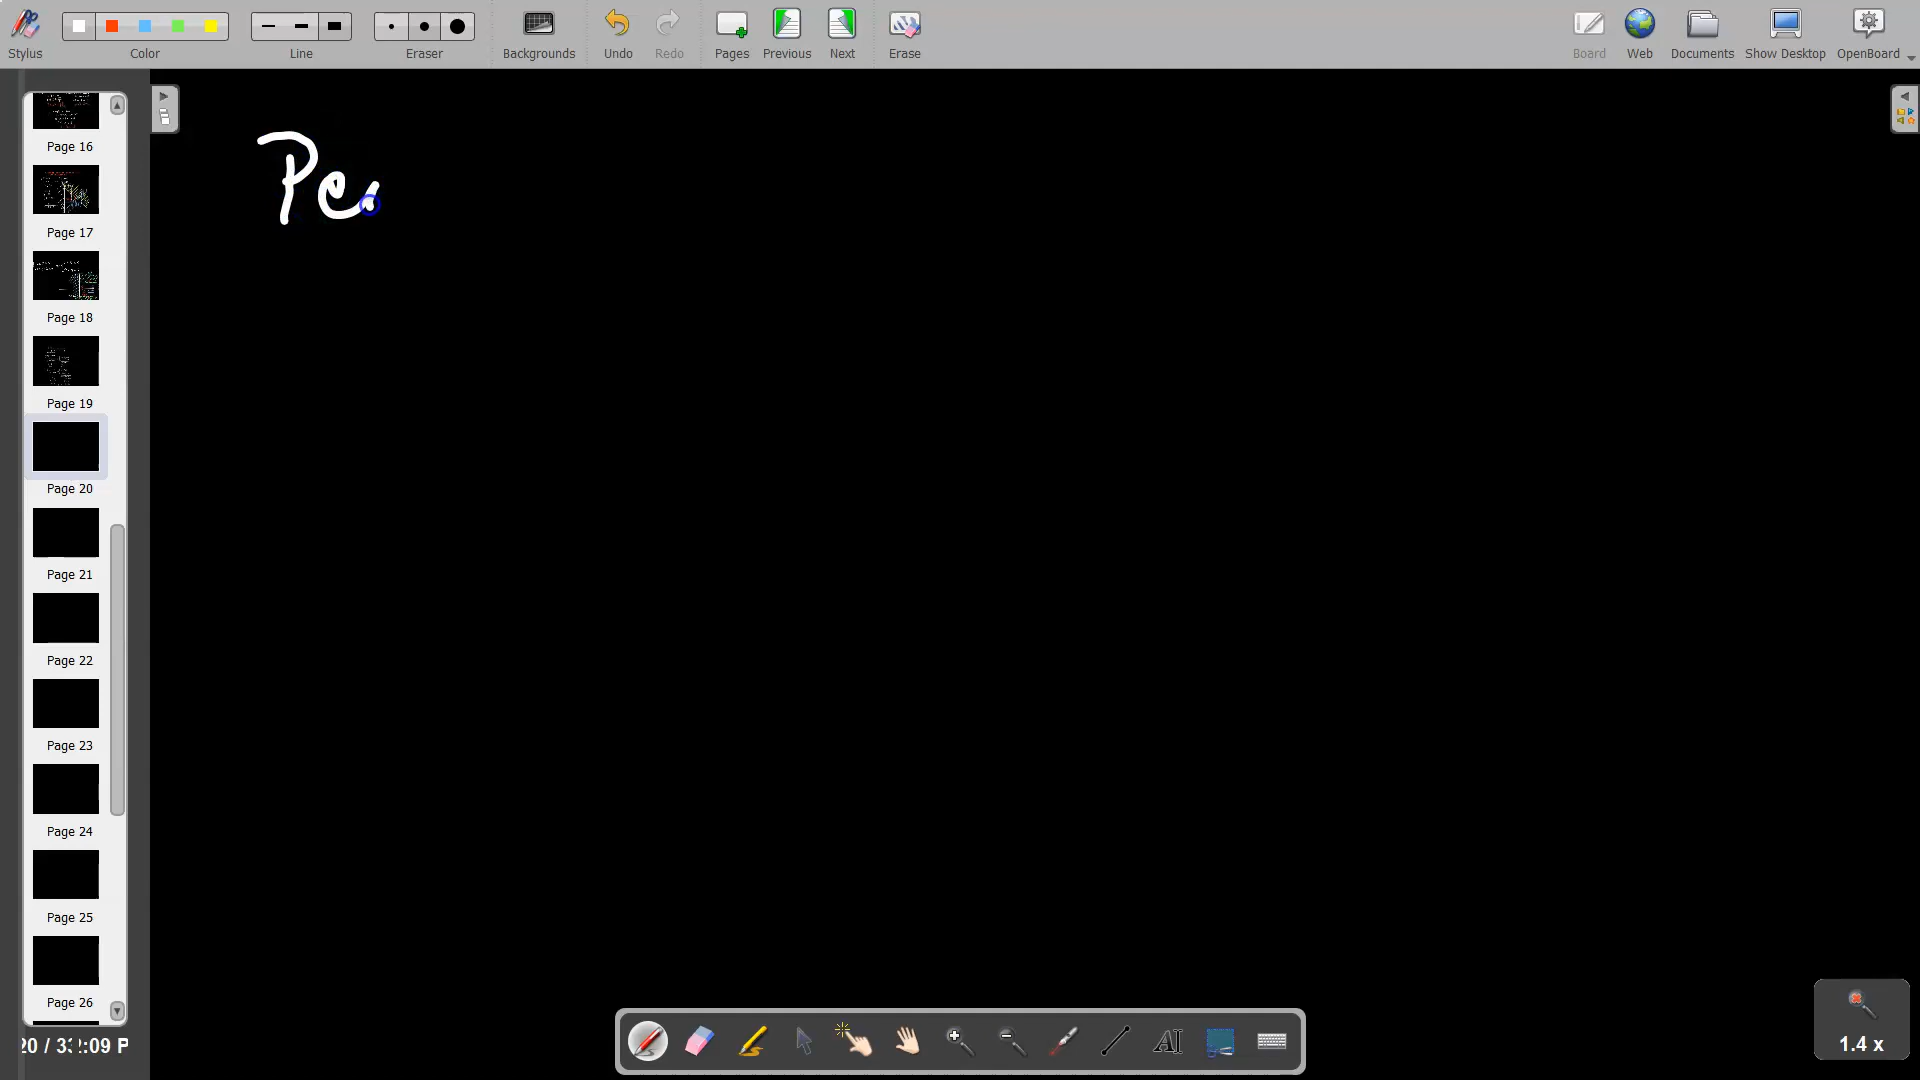 Stylus
Color
Line
Eraser
Backgrounds
Undo
Redo
Pages
Previous
Next
Erase
Board
Web
Documents
Show Desktop
OpenBoard
Page 16
Page 17
Page 18
Page 19
Page 20
Page 21
Page 22
Page 23
Page 24
Page 25
Page 26
Pe
AI
1.4 x